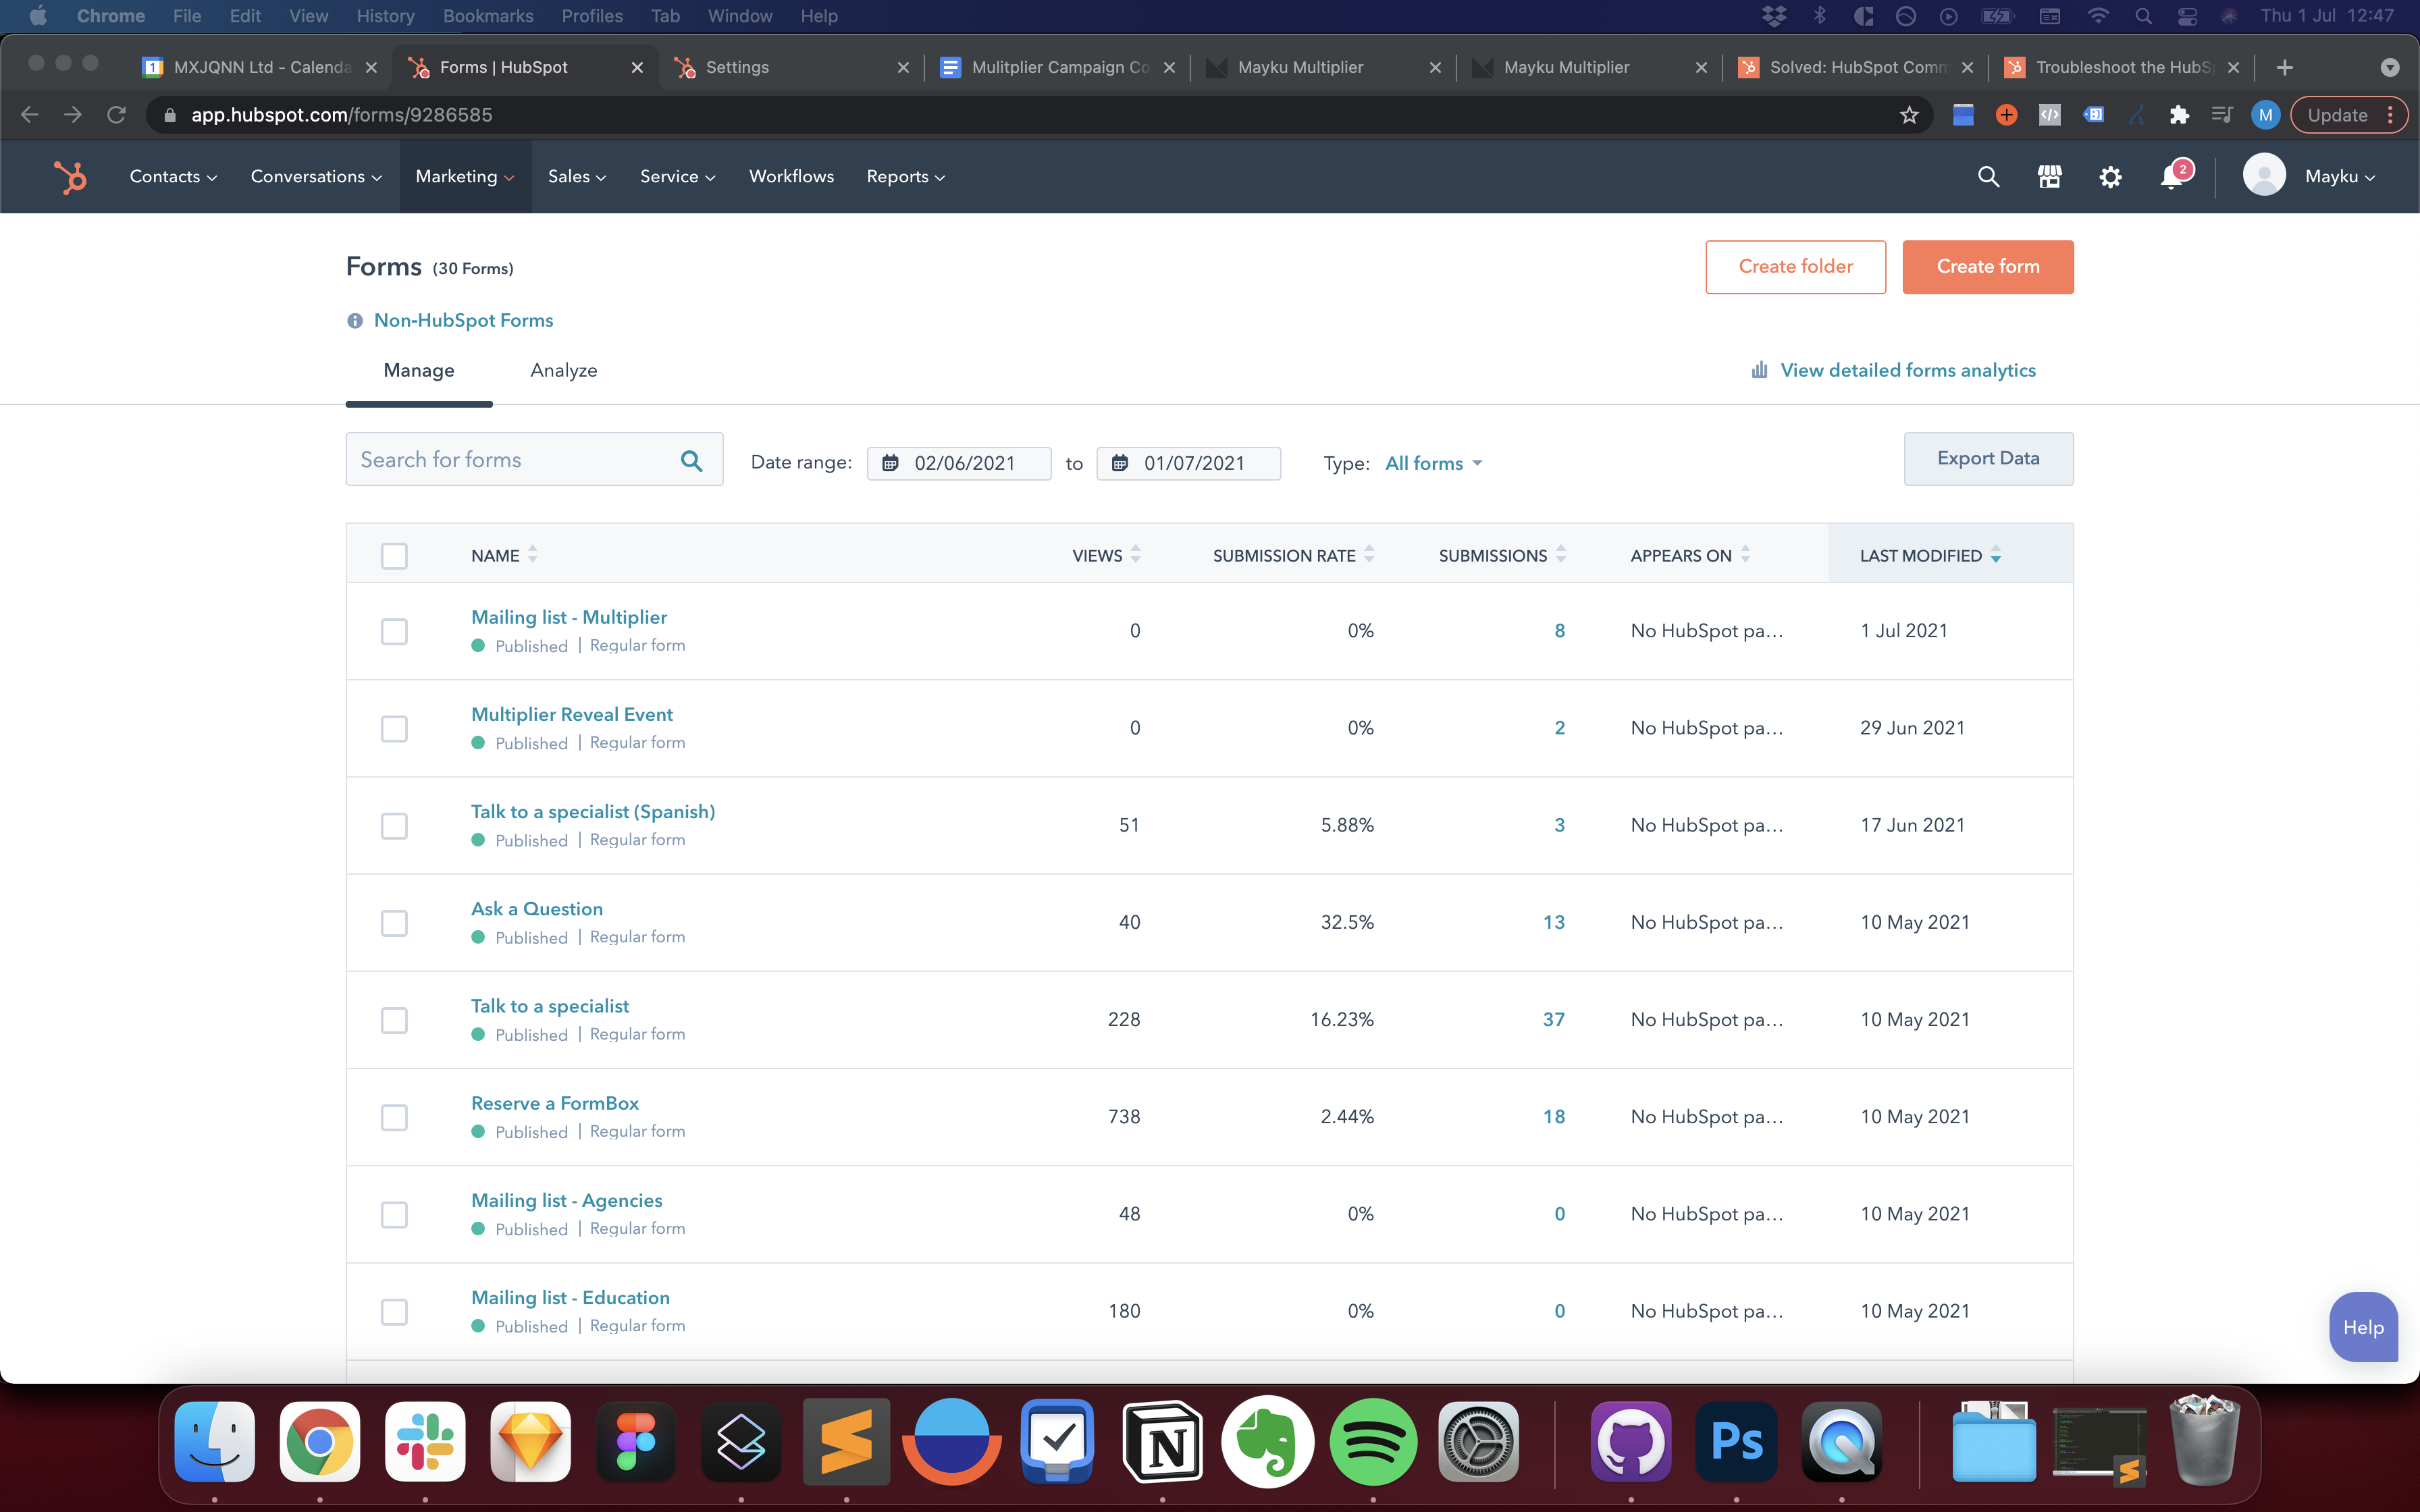 Chrome File Edit View History Bookmarks Profiles Tab Window Help Thu 1 Jul 12:47
1 MXJQNN Ltd - Calenda Forms | HubSpot Settings Mulitplier Campaign Co Mayku Multiplier Mayku Multiplier Solved: HubSpot Comm Troubleshoot the HubS
app.hubspot.com/forms/9286585 M Update
Contacts Conversations Marketing Sales Service Workflows Reports 2 Mayku
Forms (30 Forms) Create folder Create form
Non-HubSpot Forms
Manage Analyze View detailed forms analytics
Search for forms Date range: 02/06/2021 to 01/07/2021 Type: All forms Export Data
NAME VIEWS SUBMISSION RATE SUBMISSIONS APPEARS ON LAST MODIFIED
Mailing list - Multiplier 0 0% 8 No HubSpot pa... 1 Jul 2021
Published | Regular form
Multiplier Reveal Event 0 0% 2 No HubSpot pa... 29 Jun 2021
Published | Regular form
Talk to a specialist (Spanish) 51 5.88% 3 No HubSpot pa... 17 Jun 2021
Published | Regular form
Ask a Question 40 32.5% 13 No HubSpot pa... 10 May 2021
Published | Regular form
Talk to a specialist 228 16.23% 37 No HubSpot pa... 10 May 2021
Published | Regular form
Reserve a FormBox 738 2.44% 18 No HubSpot pa... 10 May 2021
Published | Regular form
Mailing list - Agencies 48 0% 0 No HubSpot pa... 10 May 2021
Published | Regular form
Mailing list - Education 180 0% 0 No HubSpot pa... 10 May 2021
Published | Regular form
Help
N Ps